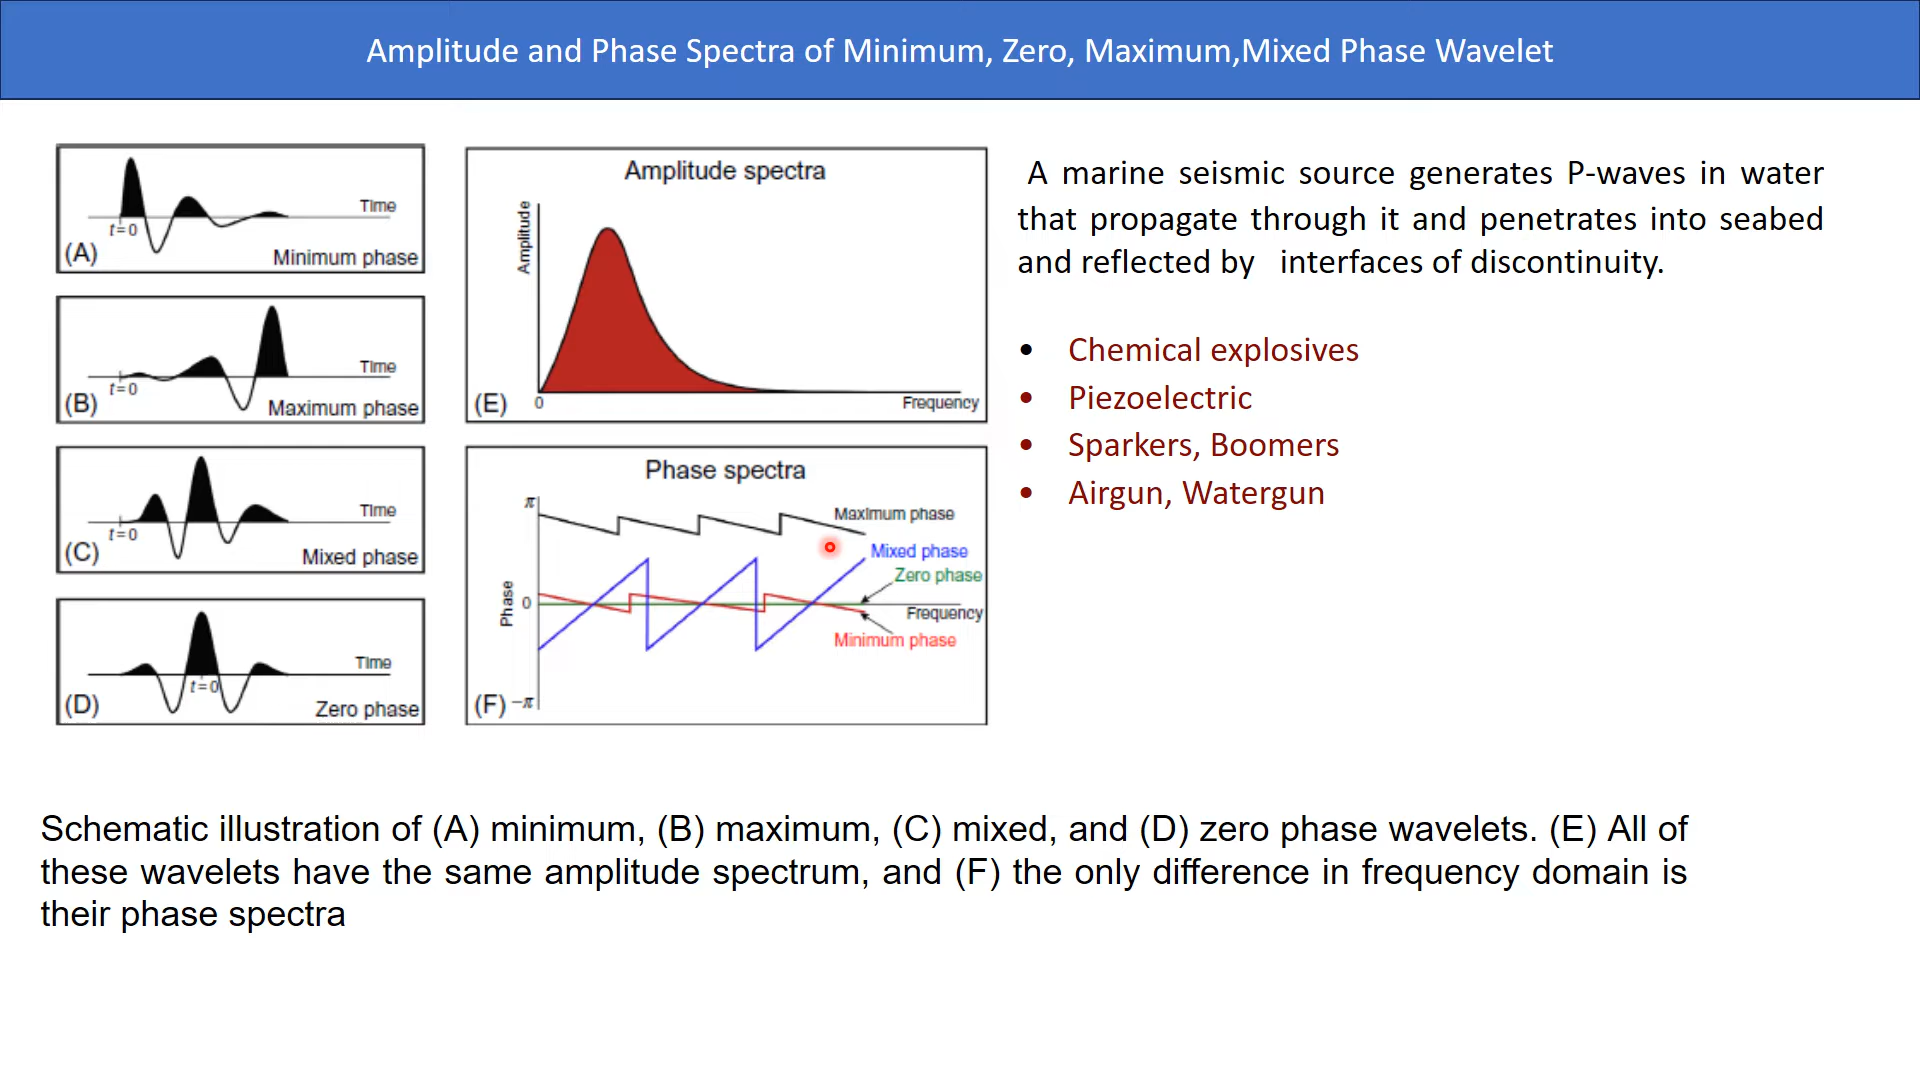 Amplitude and Phase Spectra of Minimum, Zero, Maximum,Mixed Phase Wavelet
Time
t=0
(A)
Minimum phase
Time
t=0
(B)
Maximum phase
Time
t=0
(C)
Mixed phase
Time
t=0
(D)
Zero phase
Amplitude spectra
Amplitude
(E)
0
Frequency
Phase spectra
π
Maximum phase
Mixed phase
Zero phase
Phase
0
Frequency
Minimum phase
(F)
−π
A marine seismic source generates P-waves in water
that propagate through it and penetrates into seabed
and reflected by interfaces of discontinuity.
• Chemical explosives
• Piezoelectric
• Sparkers, Boomers
• Airgun, Watergun
Schematic illustration of (A) minimum, (B) maximum, (C) mixed, and (D) zero phase wavelets. (E) All of
these wavelets have the same amplitude spectrum, and (F) the only difference in frequency domain is
their phase spectra